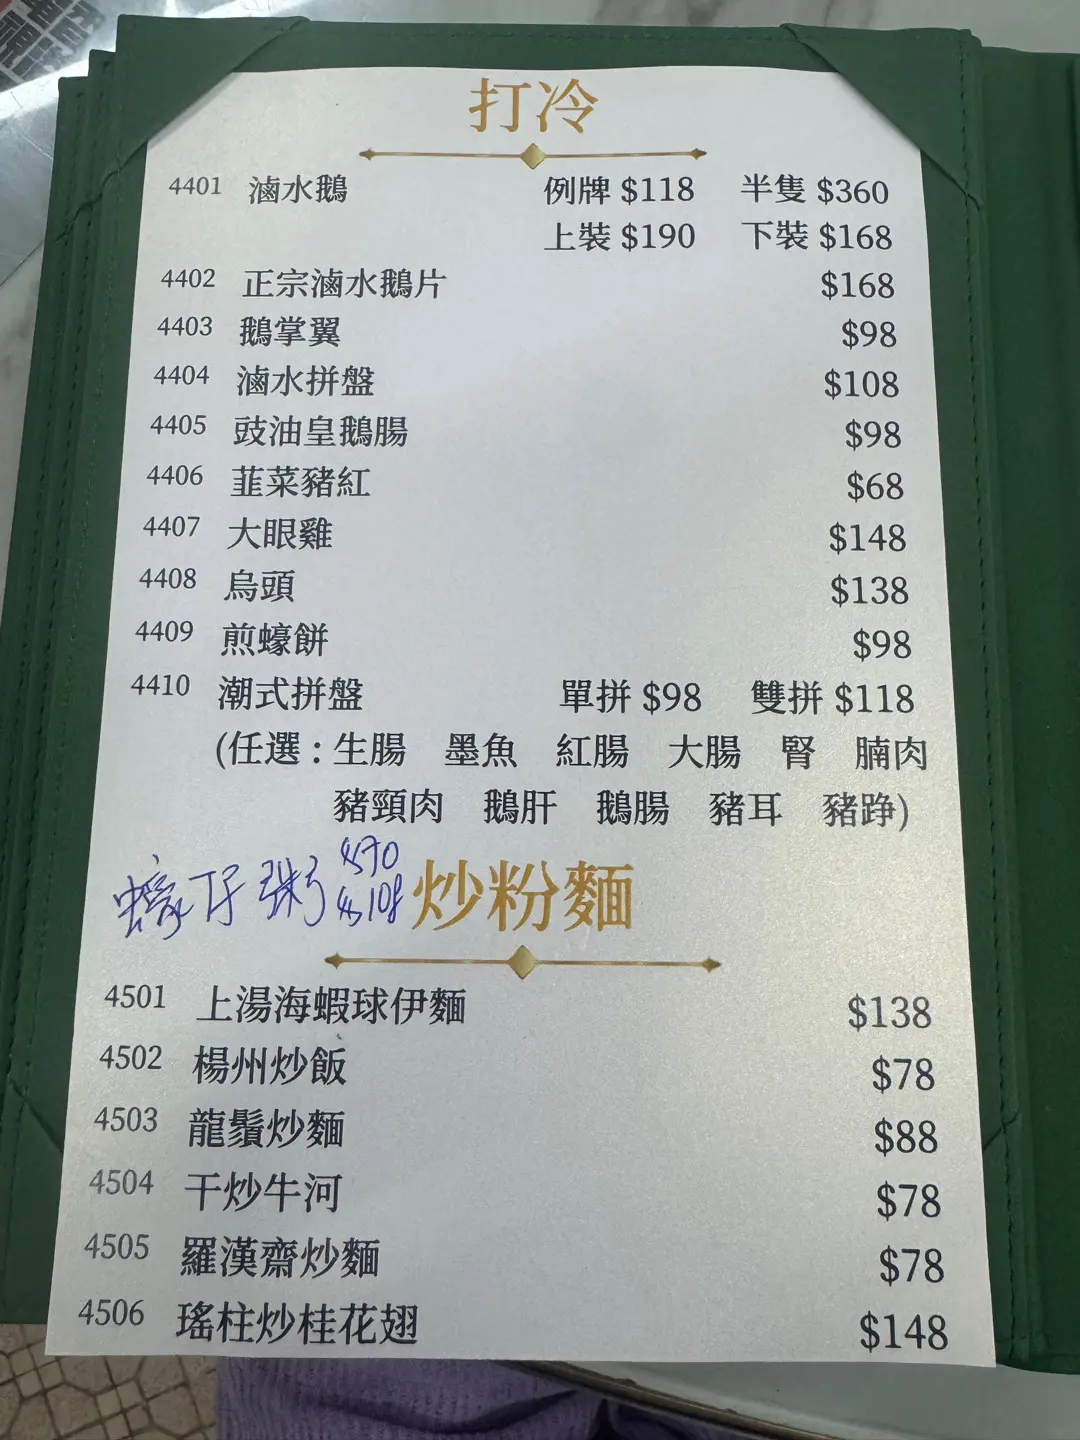 打冷
4401 滷水鵝 例牌 $118 半隻 $360
上裝 $190 下裝 $168
4402 正宗滷水鵝片 $168
4403 鵝掌翼 $98
4404 滷水拼盤 $108
4405 豉油皇鵝腸 $98
4406 韮菜豬紅 $68
4407 大眼雞 $148
4408 烏頭 $138
4409 煎蠔餅 $98
4410 潮式拼盤 單拼 $98 雙拼 $118
(任選 : 生腸 墨魚 紅腸 大腸 腎 腩肉
豬頸肉 鵝肝 鵝腸 豬耳 豬踭)
蠔仔粥
炒粉麵
4501 上湯海蝦球伊麵 $138
4502 楊州炒飯 $78
4503 龍鬚炒麵 $88
4504 干炒牛河 $78
4505 羅漢齋炒麵 $78
4506 瑤柱炒桂花翅 $148